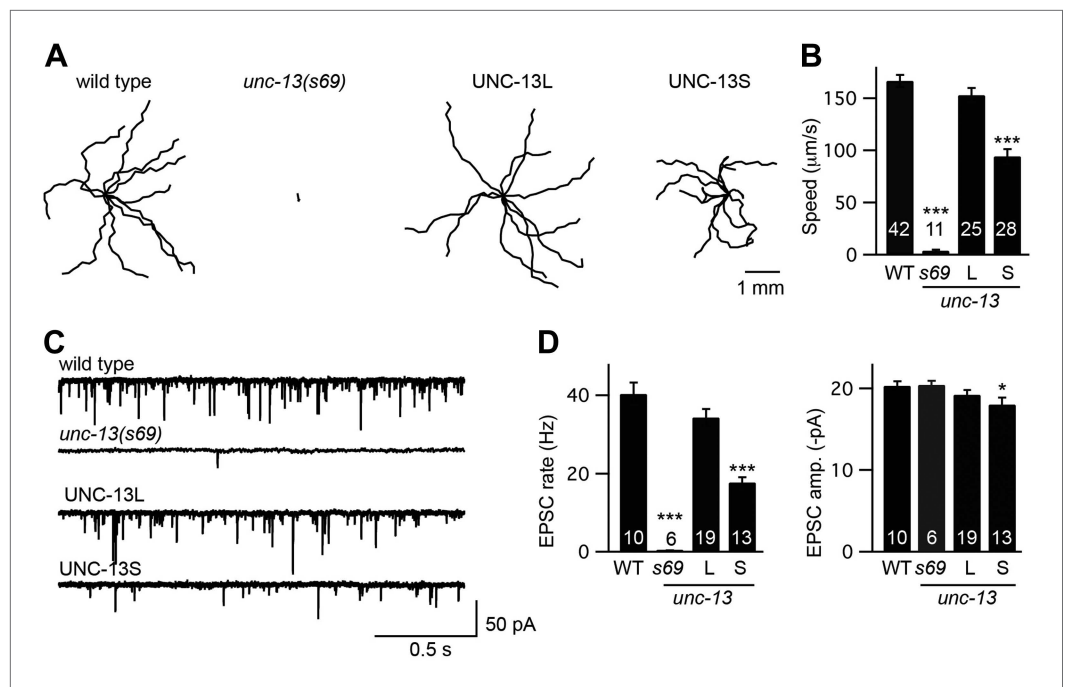 A
wild type
unc-13(s69)
UNC-13L
UNC-13S
1 mm
B
Speed (μm/s)
150
100
50
0
***
***
42
11
25
28
WT s69 L S
unc-13
C
wild type
unc-13(s69)
UNC-13L
UNC-13S
50 pA
0.5 s
D
EPSC rate (Hz)
40
20
0
***
***
10
6
19
13
WT s69 L S
unc-13
EPSC amp. (-pA)
20
10
0
*
10
6
19
13
WT s69 L S
unc-13